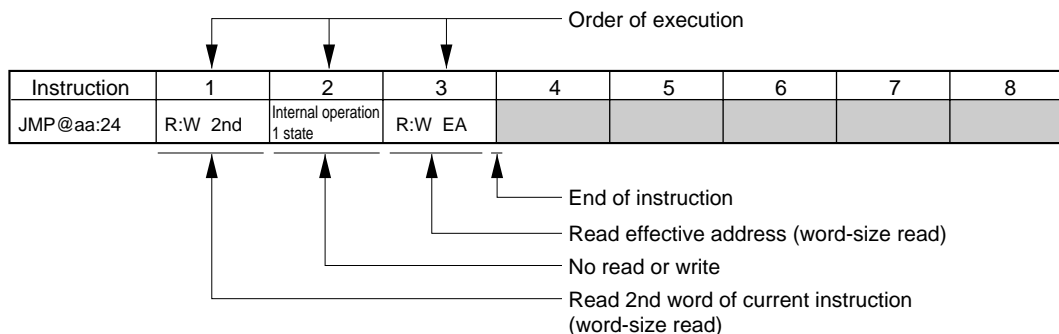 Order of execution
Instruction 1 2 3 4 5 6 7 8
JMP@aa:24 R:W 2nd Internal operation 1 state R:W EA
End of instruction
Read effective address (word-size read)
No read or write
Read 2nd word of current instruction
(word-size read)